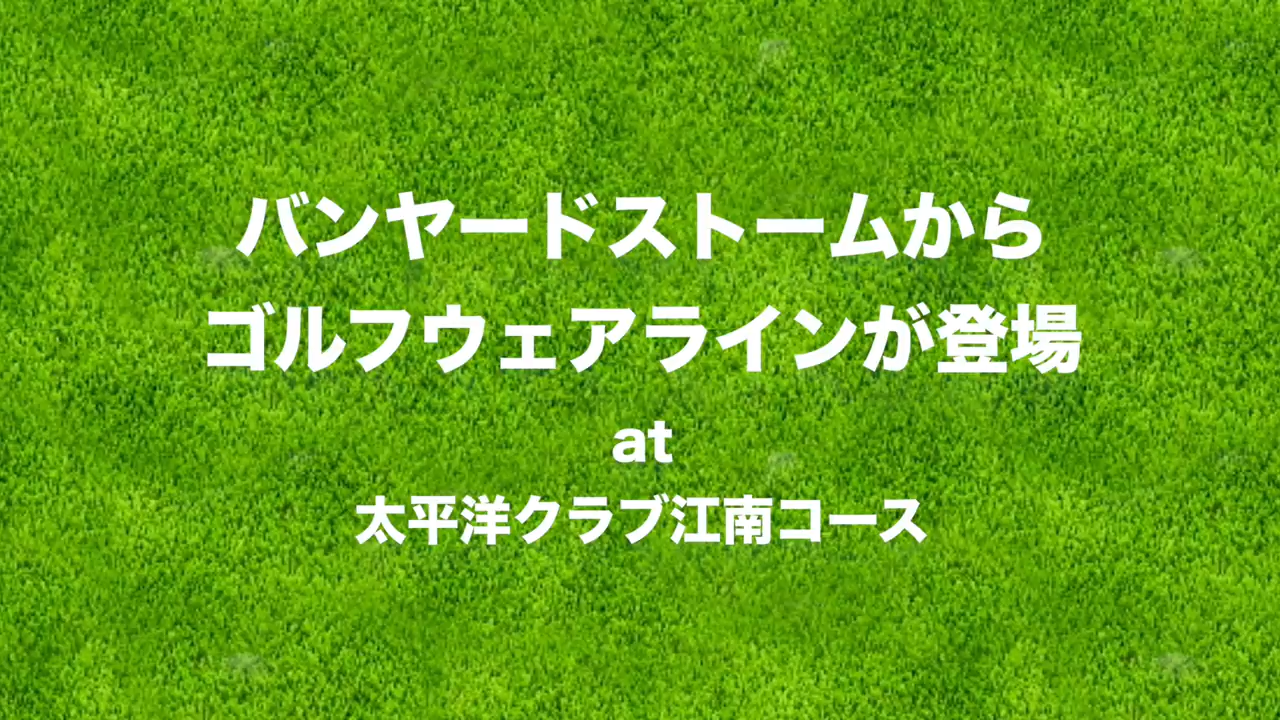 バンヤードストームから
ゴルフウェアラインが登場
at
太平洋クラブ江南コース